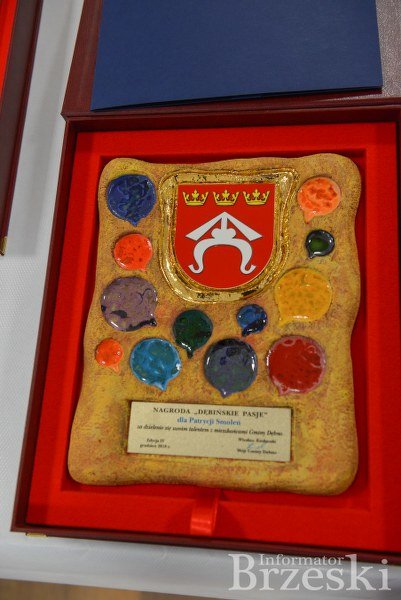 NAGRODA „DĘBIŃSKIE PASJE"
dla Patrycji Smoleń
za dzielenie się swoim talentem z mieszkańcami Gminy Dębno
Edycja IV
grudzień 2018 r.
Wiesław Kozłowski
Wójt Gminy Dębno
Informator
Brzeski